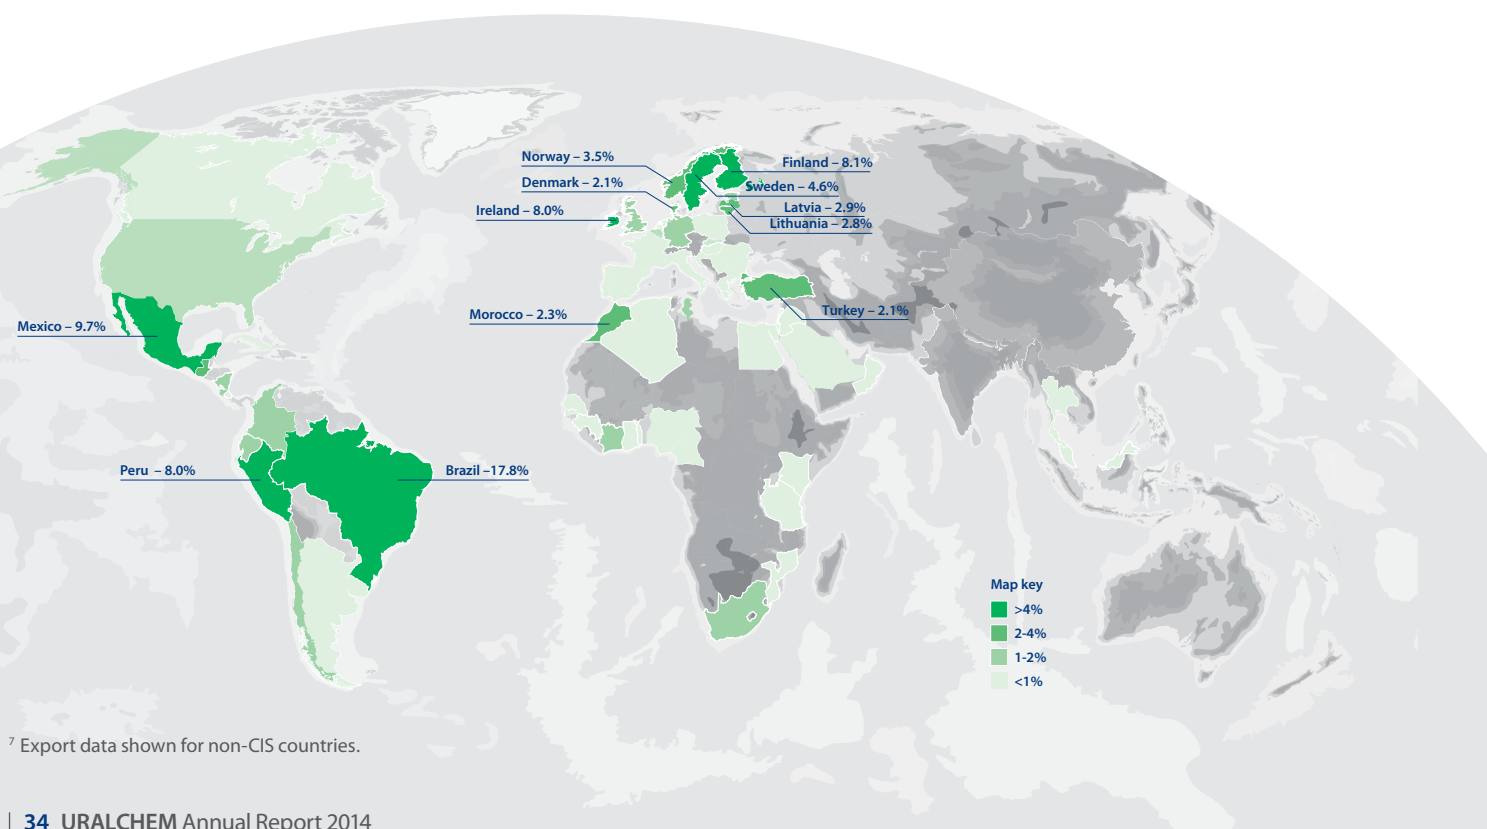 Norway – 3.5%
Finland – 8.1%
Denmark – 2.1%
Sweden – 4.6%
Ireland – 8.0%
Latvia – 2.9%
Lithuania – 2.8%
Morocco – 2.3%
Turkey – 2.1%
Mexico – 9.7%
Peru – 8.0%
Brazil –17.8%
Map key
>4%
2-4%
1-2%
<1%
7 Export data shown for non-CIS countries.
34 URALCHEM Annual Report 2014